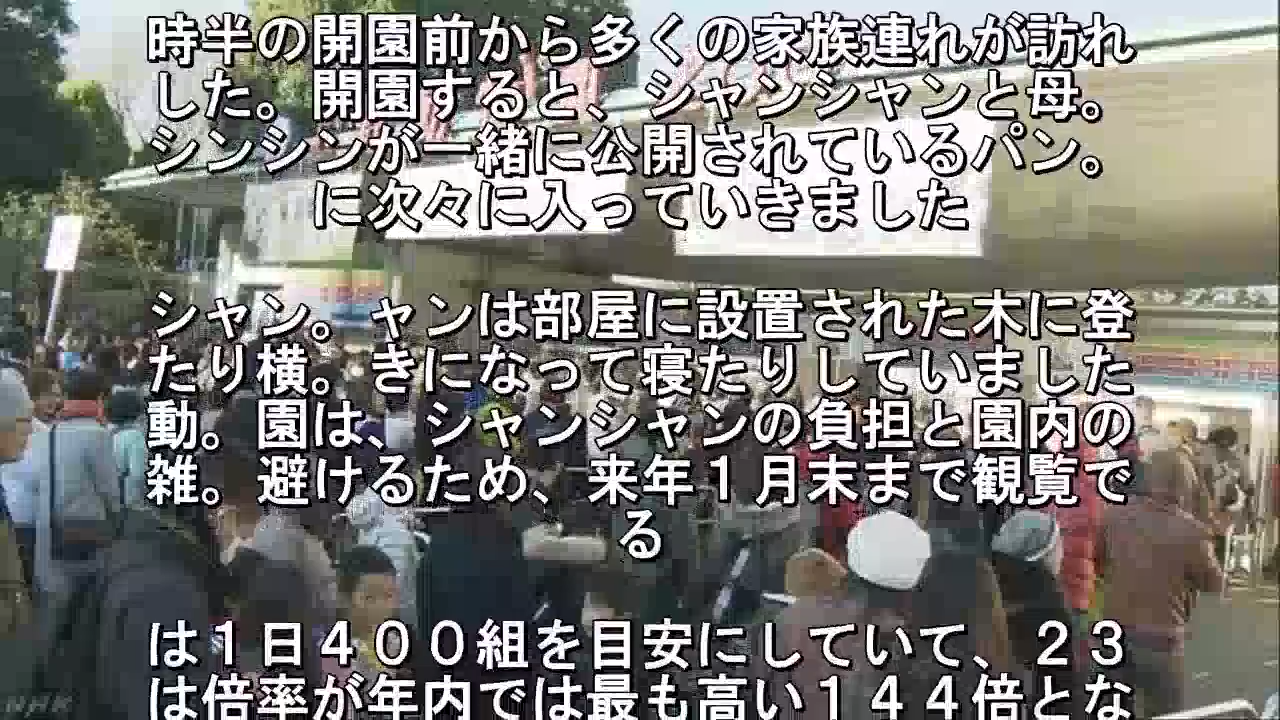 時半の開園前から多くの家族連れが訪れ
した。開園すると、シャンシャンと母。
シンシンが一緒に公開されているパン。
に次々に入っていきました
シャン。ャンは部屋に設置された木に登
たり横。きになって寝たりしていました
動。園は、シャンシャンの負担と園内の
雑。避けるため、来年１月末まで観覧で
る
は１日４００組を目安にしていて、２３
は倍率が年内では最も高い１４４倍とな
NHK